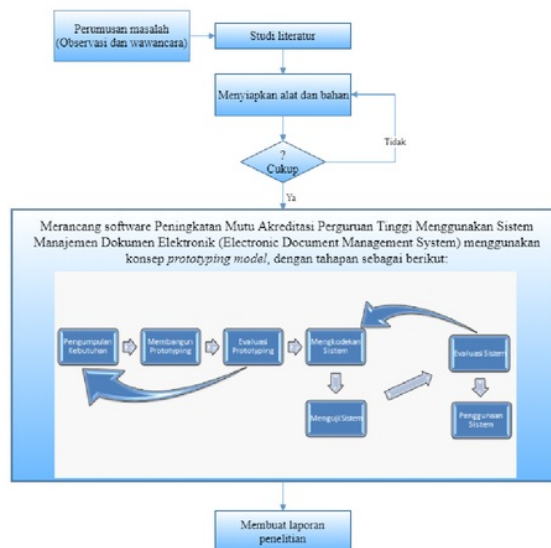 Perumusan masalah
(Observasi dan wawancara)
Studi literatur
Menyiapkan alat dan bahan
Tidak
?
Cukup
Ya
Merancang software Peningkatan Mutu Akreditasi Perguruan Tinggi Menggunakan Sistem
Manajemen Dokumen Elektronik (Electronic Document Management System) menggunakan
konsep prototyping model, dengan tahapan sebagai berikut:
Pengumpulan
Kebutuhan
Membangun
Prototyping
Evaluasi
Prototyping
Mengkodekan
Sistem
Menguji Sistem
Evaluasi Sistem
Penggunaan
Sistem
Membuat laporan
penelitian